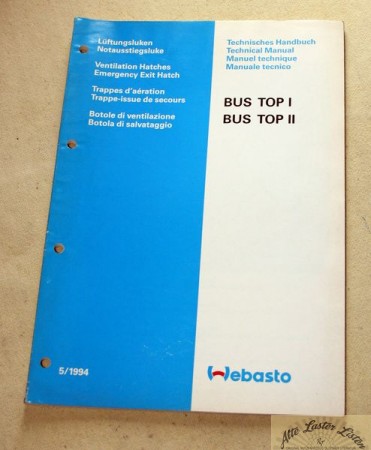 Lüftungsluken
Notausstiegsluke
Ventilation Hatches
Emergency Exit Hatch
Trappes d'aération
Trappe-issue de secours
Botole di ventilazione
Botola di salvataggio
Technisches Handbuch
Technical Manual
Manuel technique
Manuale tecnico
BUS TOP I
BUS TOP II
5/1994
Webasto
Alte Laster Listen